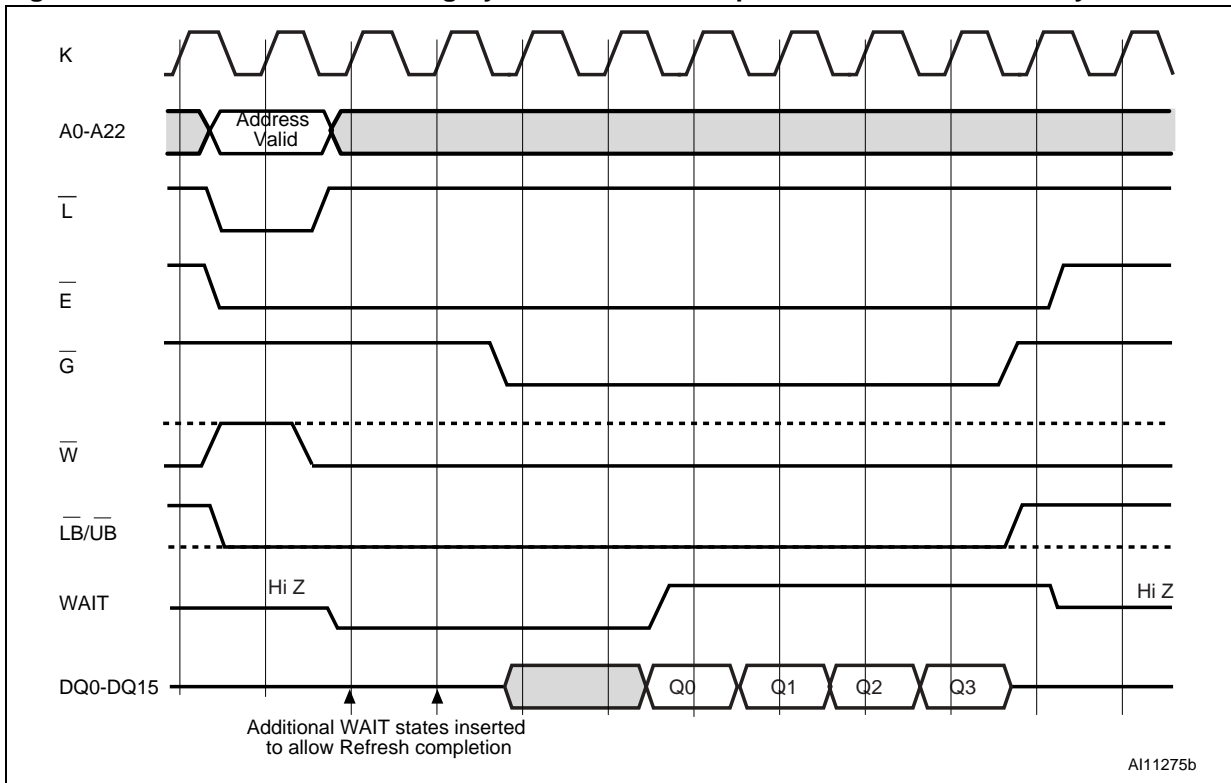 K
A0-A22
Address
Valid
L
E
G
W
LB/UB
WAIT
Hi Z
Hi Z
DQ0-DQ15
Q0
Q1
Q2
Q3
Additional WAIT states inserted
to allow Refresh completion
AI11275b